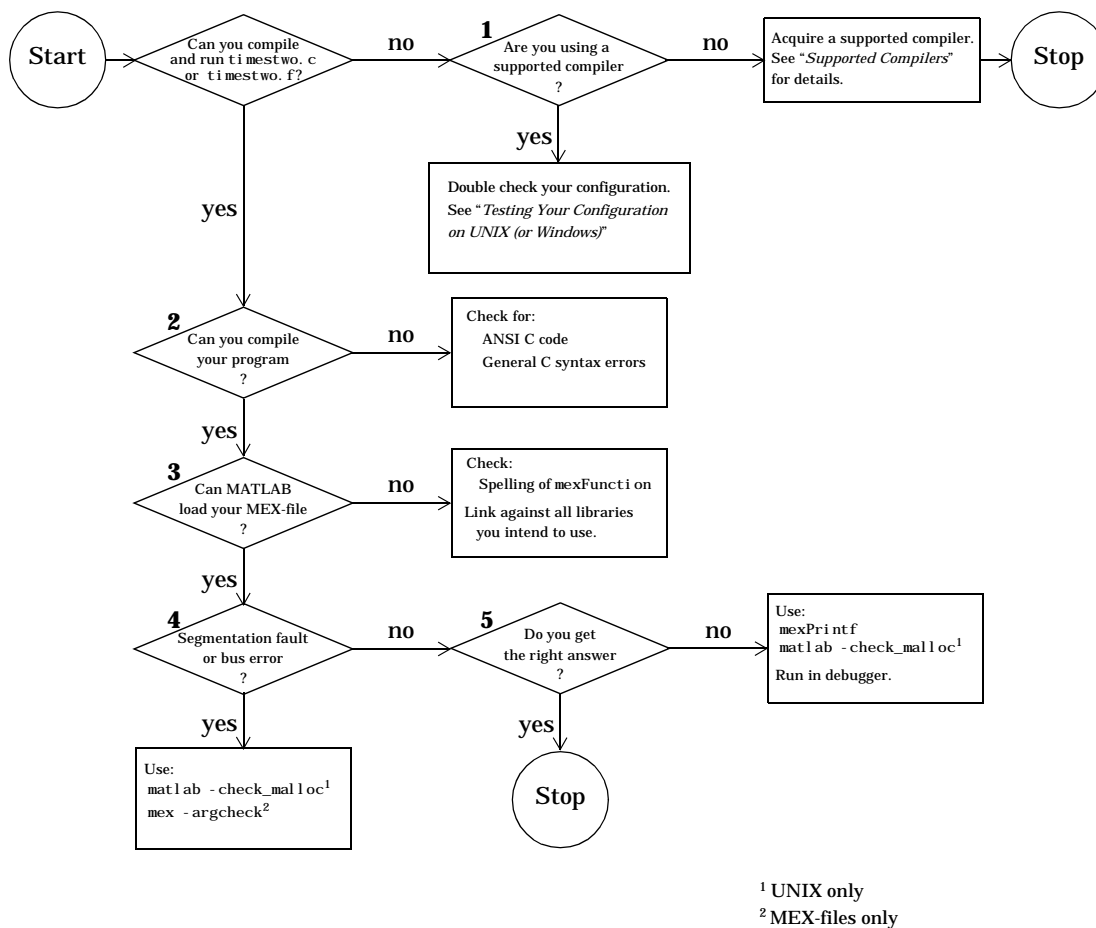 Start
Can you compile
and run timestwo.c
or timestwo.f?
no
1
Are you using a
supported compiler
?
no
Acquire a supported compiler.
See “Supported Compilers”
for details.
Stop
yes
Double check your configuration.
See “Testing Your Configuration
on UNIX (or Windows)”
yes
2
Can you compile
your program
?
no
Check for:
ANSI C code
General C syntax errors
yes
3
Can MATLAB
load your MEX-file
?
no
Check:
Spelling of mexFunction
Link against all libraries
you intend to use.
yes
4
Segmentation fault
or bus error
?
no
5
Do you get
the right answer
?
no
Use:
mexPrintf
matlab -check_malloc¹
Run in debugger.
yes
Use:
matlab -check_malloc¹
mex -argcheck²
yes
Stop
¹ UNIX only
² MEX-files only